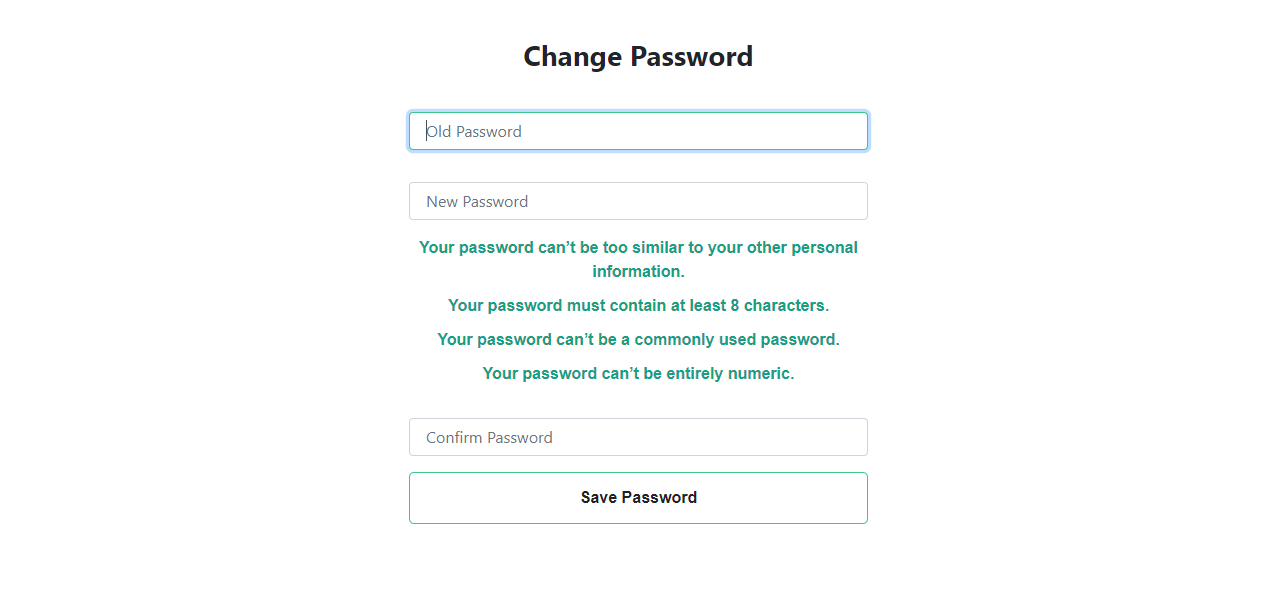 Change Password
Old Password
New Password
Your password can’t be too similar to your other personal
information.
Your password must contain at least 8 characters.
Your password can’t be a commonly used password.
Your password can’t be entirely numeric.
Confirm Password
Save Password